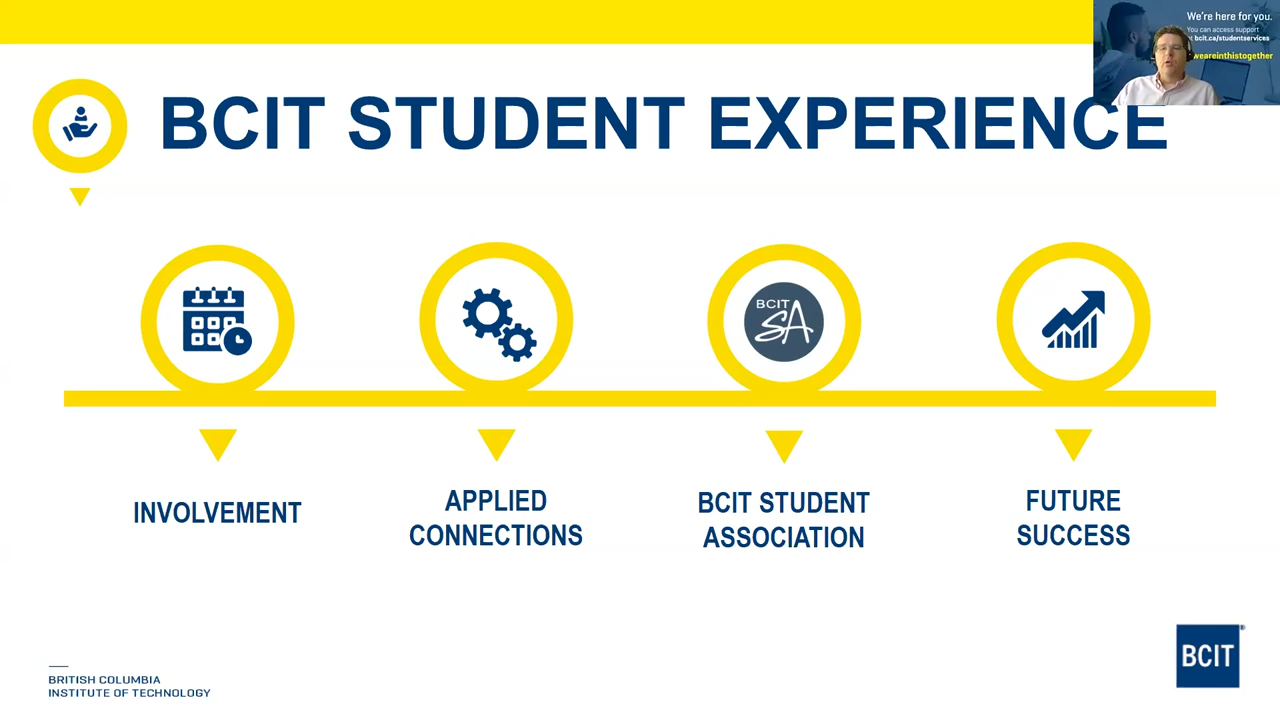 We're here for you.
You can access support
bcit.ca/studentservices
weareinthistogether
BCIT STUDENT EXPERIENCE
BCIT
SA
INVOLVEMENT
APPLIED
CONNECTIONS
BCIT STUDENT
ASSOCIATION
FUTURE
SUCCESS
BRITISH COLUMBIA
INSTITUTE OF TECHNOLOGY
BCIT